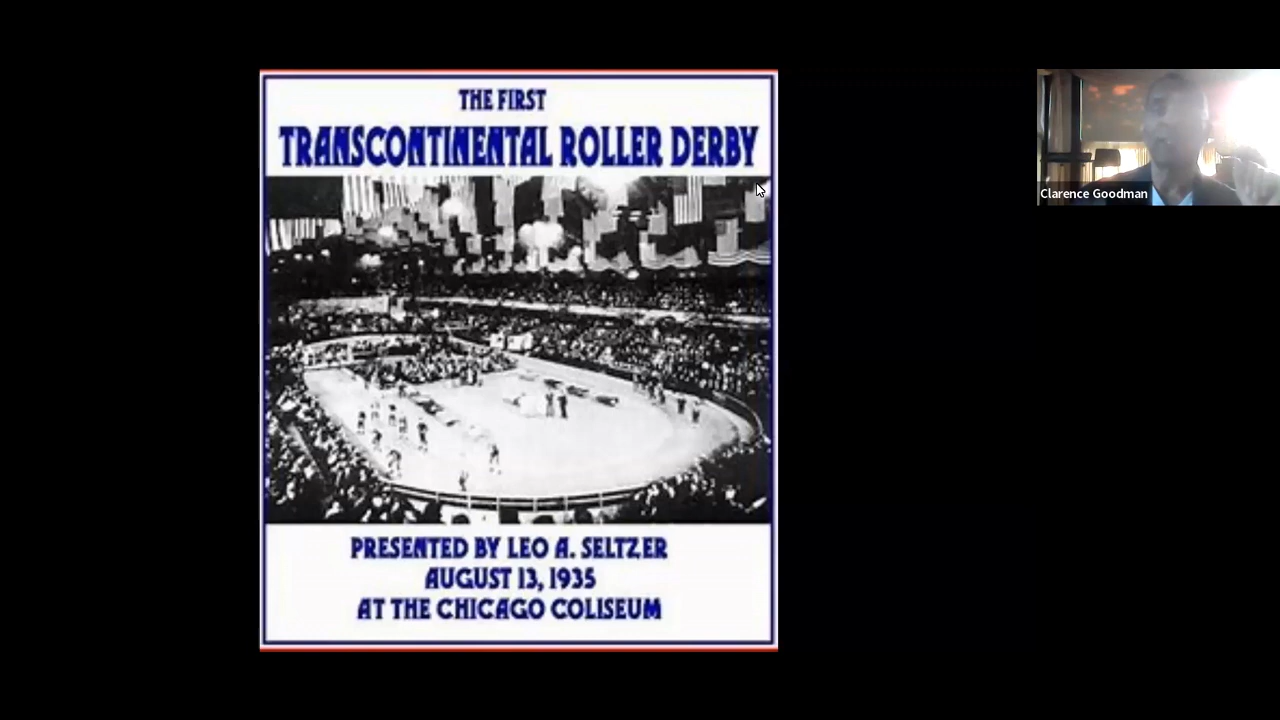 THE FIRST
TRANSCONTINENTAL ROLLER DERBY
PRESENTED BY LEO A. SELTZER
AUGUST 13, 1935
AT THE CHICAGO COLISEUM
Clarence Goodman